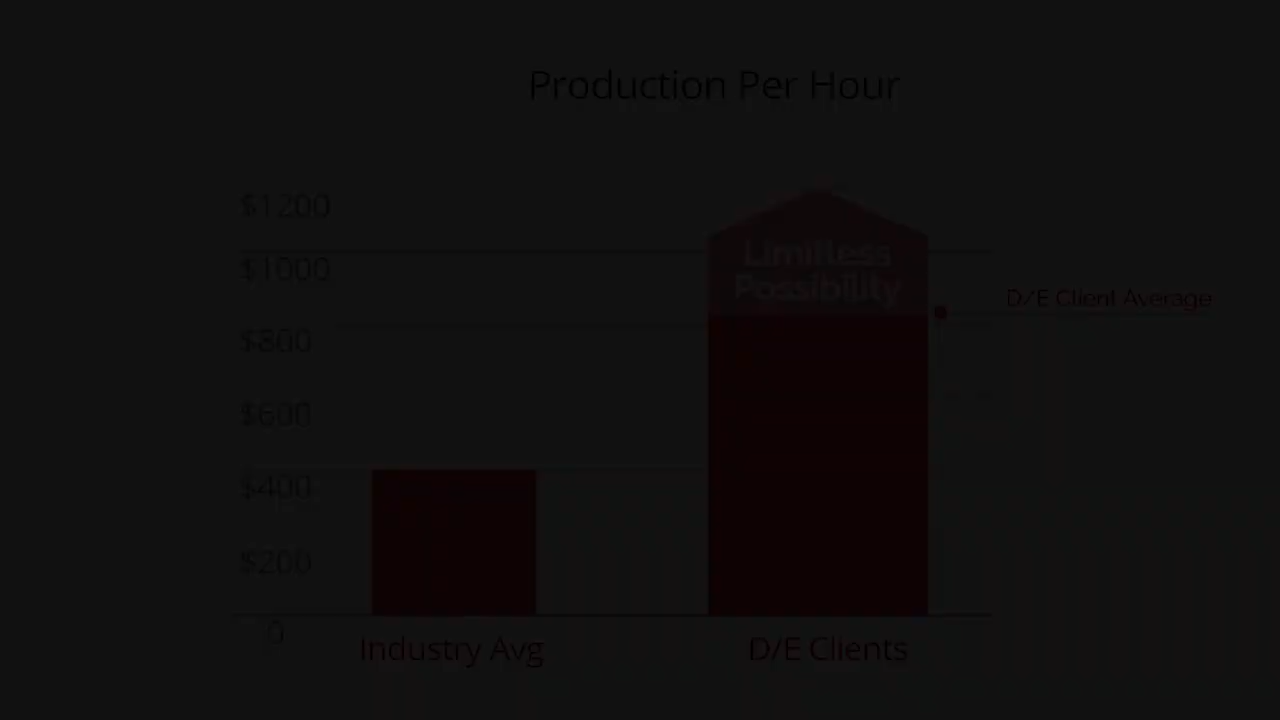 Production Per Hour
$1200
$1000
$800
$600
$400
$200
0
Limitless
Possibility
D/E Client Average
Industry Avg
D/E Clients